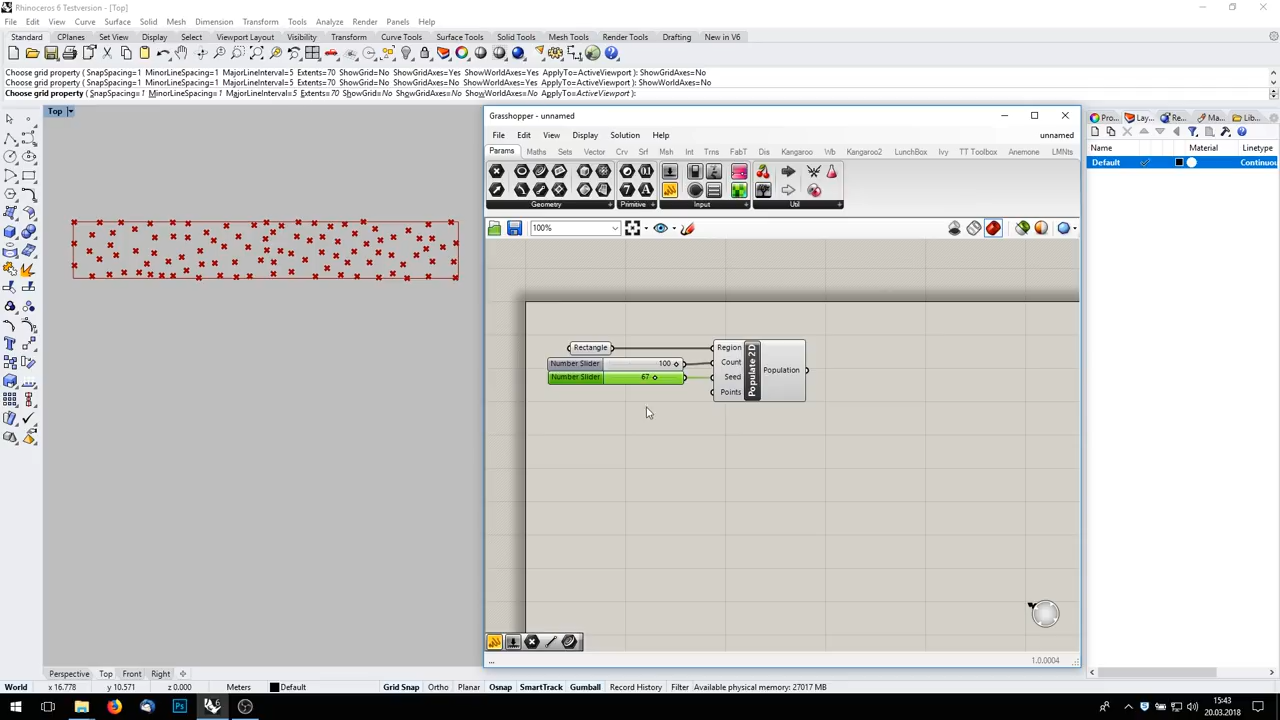 Rhinoceros 6 Testversion - [Top]
File Edit View Curve Surface Solid Mesh Dimension Transform Tools Analyze Render Panels Help
Standard CPlanes Set View Display Select Viewport Layout Visibility Transform Curve Tools Surface Tools Solid Tools Mesh Tools Render Tools Drafting New in V6
Choose grid property ( SnapSpacing=1 MinorLineSpacing=1 MajorLineInterval=5 Extents=70 ShowGrid=No ShowGridAxes=Yes ShowWorldAxes=Yes ApplyTo=ActiveViewport ): ShowGridAxes=No
Choose grid property ( SnapSpacing=1 MinorLineSpacing=1 MajorLineInterval=5 Extents=70 ShowGrid=No ShowGridAxes=No ShowWorldAxes=Yes ApplyTo=ActiveViewport ): ShowWorldAxes=No
Choose grid property ( SnapSpacing=1 MinorLineSpacing=1 MajorLineInterval=5 Extents=70 ShowGrid=No ShowGridAxes=No ShowWorldAxes=No ApplyTo=ActiveViewport ):
Top
Grasshopper - unnamed
File Edit View Display Solution Help unnamed
Params Maths Sets Vector Crv Srf Msh Int Trns FabT Dis Kangaroo Kangaroo2 LunchBox Ivy TT Toolbox Anemone LMNts
Geometry Primitive Input Util
100%
Pro... Lay... Re... Ma... Lib...
Name Material Linetype
Default Continuou
Rectangle
Number Slider 100
Number Slider 67
Region
Count
Seed
Points
Populate 2D
Population
... 1.0.0004
Perspective Top Front Right
World x 16.778 y 10.571 z 0.000 Meters Default Grid Snap Ortho Planar Osnap SmartTrack Gumball Record History Filter Available physical memory: 27017 MB
Ps
15:43
20.03.2018